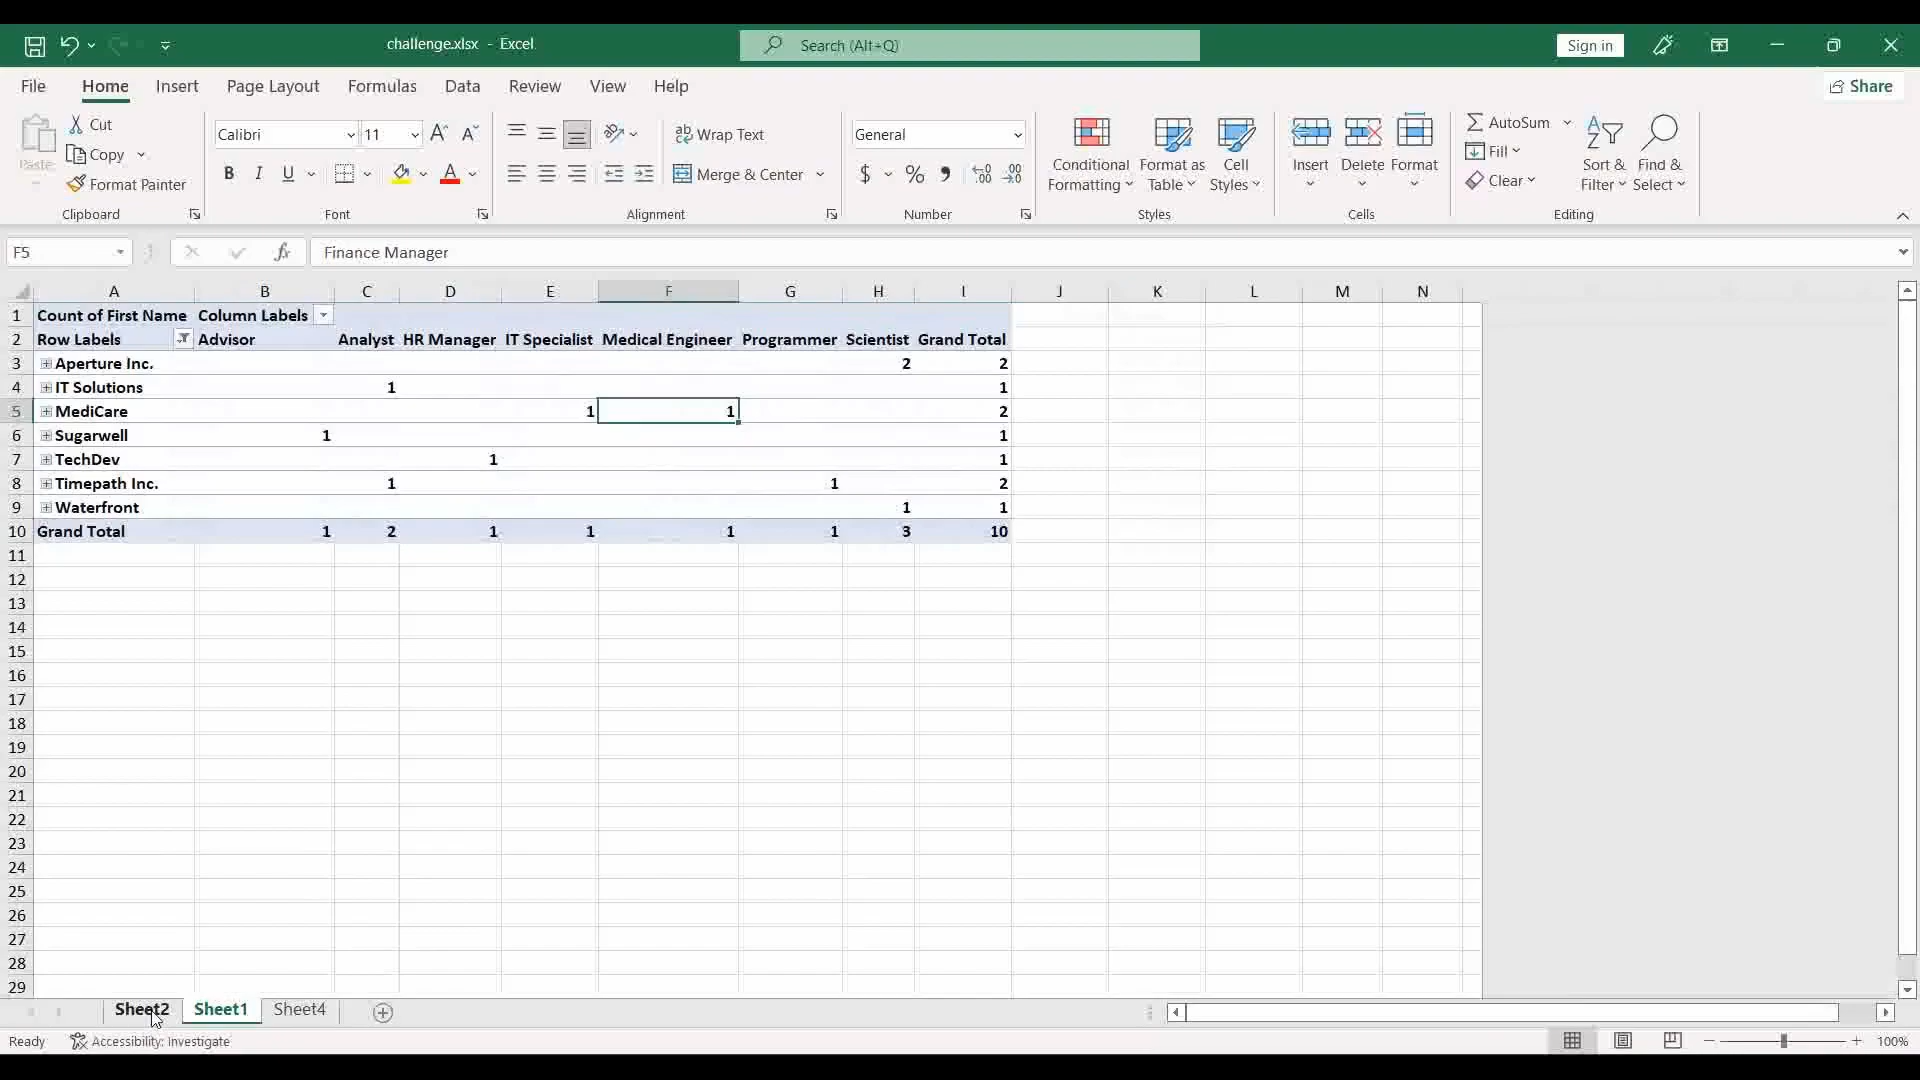 challenge.xlsx - Excel
Search (Alt+Q)
Sign in
File Home Insert Page Layout Formulas Data Review View Help
Share
Paste
Cut
Copy
Format Painter
Clipboard
Calibri 11
B I U
Font
Wrap Text
Merge & Center
Alignment
General
$ % 9
Number
Conditional Formatting
Format as Table
Cell Styles
Styles
Insert Delete Format
Cells
AutoSum
Fill
Clear
Sort & Filter
Find & Select
Editing
F5 fx Finance Manager
A B C D E F G H I J K L M N
1 Count of First Name Column Labels
2 Row Labels Advisor Analyst HR Manager IT Specialist Medical Engineer Programmer Scientist Grand Total
3 Aperture Inc. 2 2
4 IT Solutions 1 1
5 MediCare 1 1 2
6 Sugarwell 1 1
7 TechDev 1 1
8 Timepath Inc. 1 1 2
9 Waterfront 1 1
10 Grand Total 1 2 1 1 1 1 3 10
11
12
13
14
15
16
17
18
19
20
21
22
23
24
25
26
27
28
29
Sheet2 Sheet1 Sheet4
Ready Accessibility: Investigate 100%